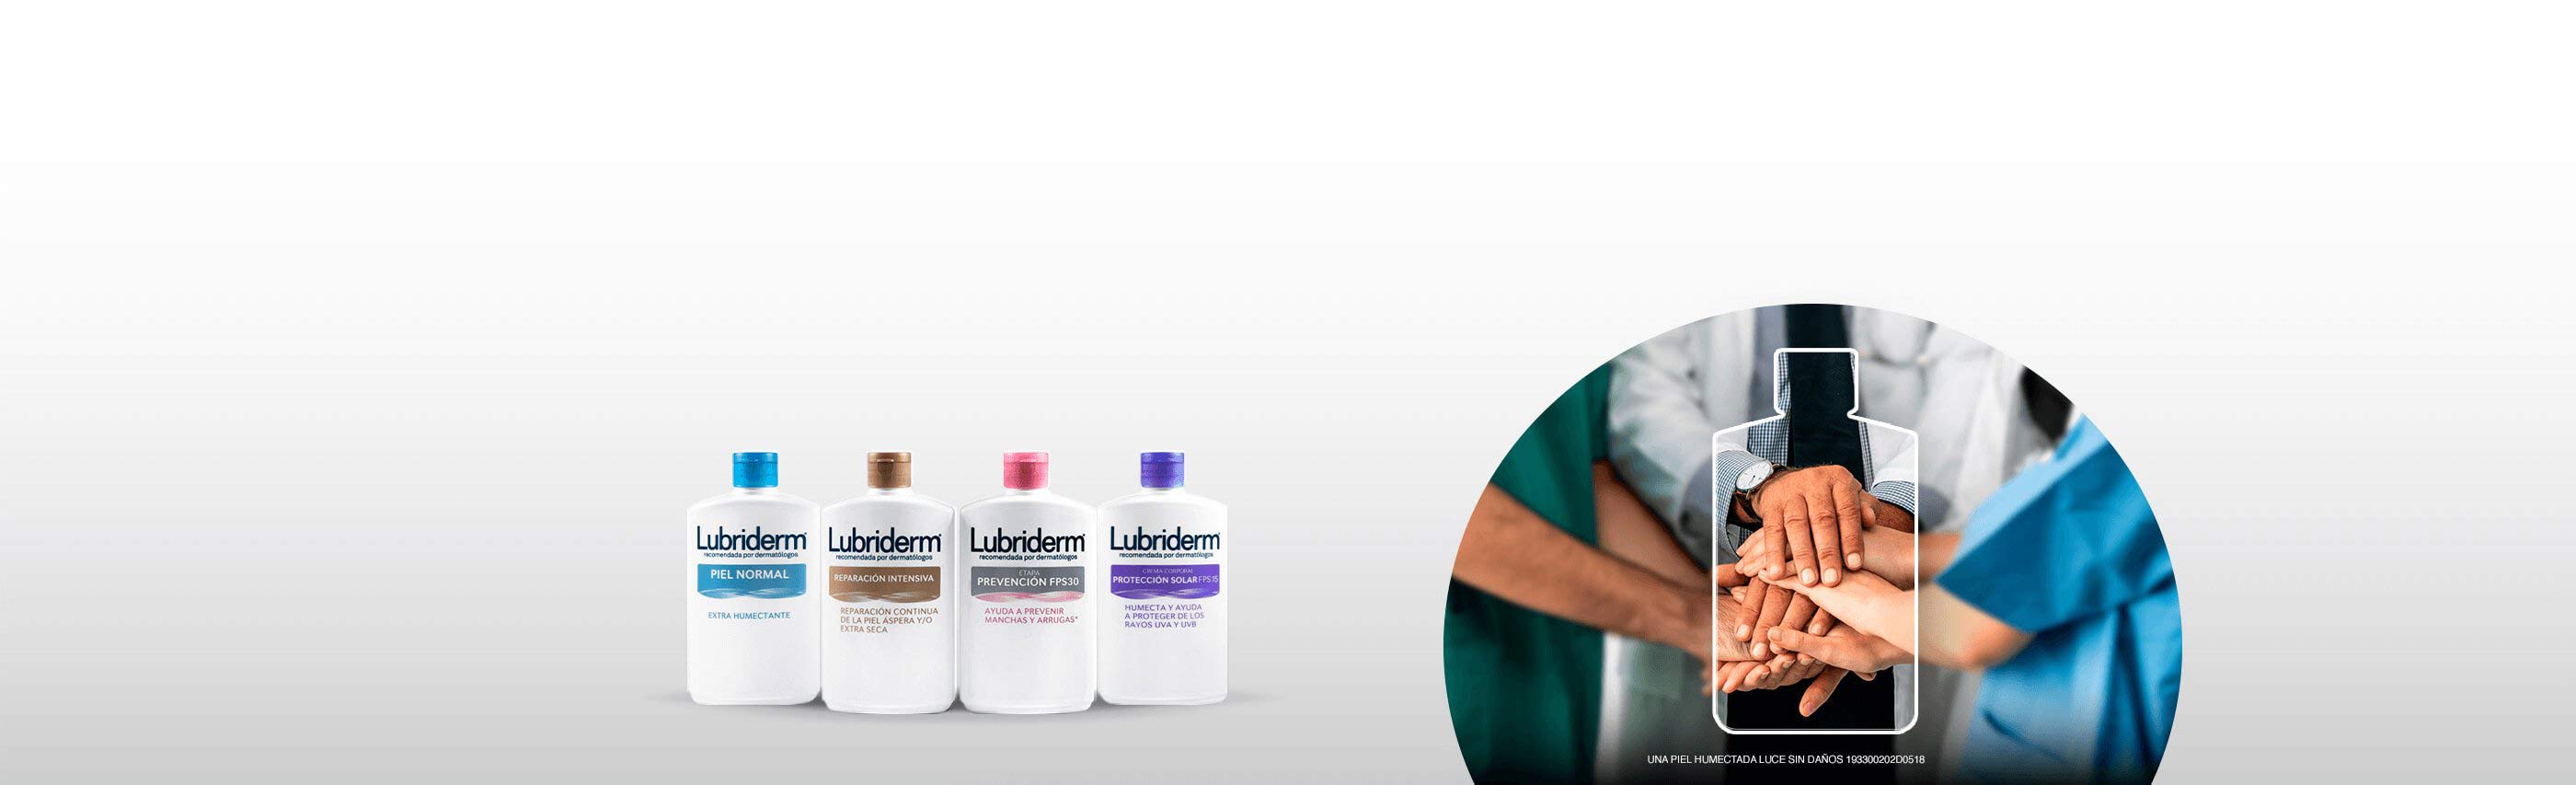 Lubriderm
recomendada por dermatólogos
PIEL NORMAL
EXTRA HUMECTANTE
Lubriderm
recomendada por dermatólogos
REPARACIÓN INTENSIVA
REPARACIÓN CONTINUA
DE LA PIEL ÁSPERA Y/O
EXTRA SECA
Lubriderm
recomendada por dermatólogos
ETAPA
PREVENCIÓN FPS30
AYUDA A PREVENIR
MANCHAS Y ARRUGAS*
Lubriderm
recomendada por dermatólogos
CREMA CORPORAL
PROTECCIÓN SOLAR FPS 15
HUMECTA Y AYUDA
A PROTEGER DE LOS
RAYOS UVA Y UVB
UNA PIEL HUMECTADA LUCE SIN DAÑOS 193300202D0518